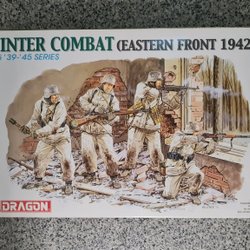 INTER COMBAT (EASTERN FRONT 1942
'39-'45 SERIES
DRAGON